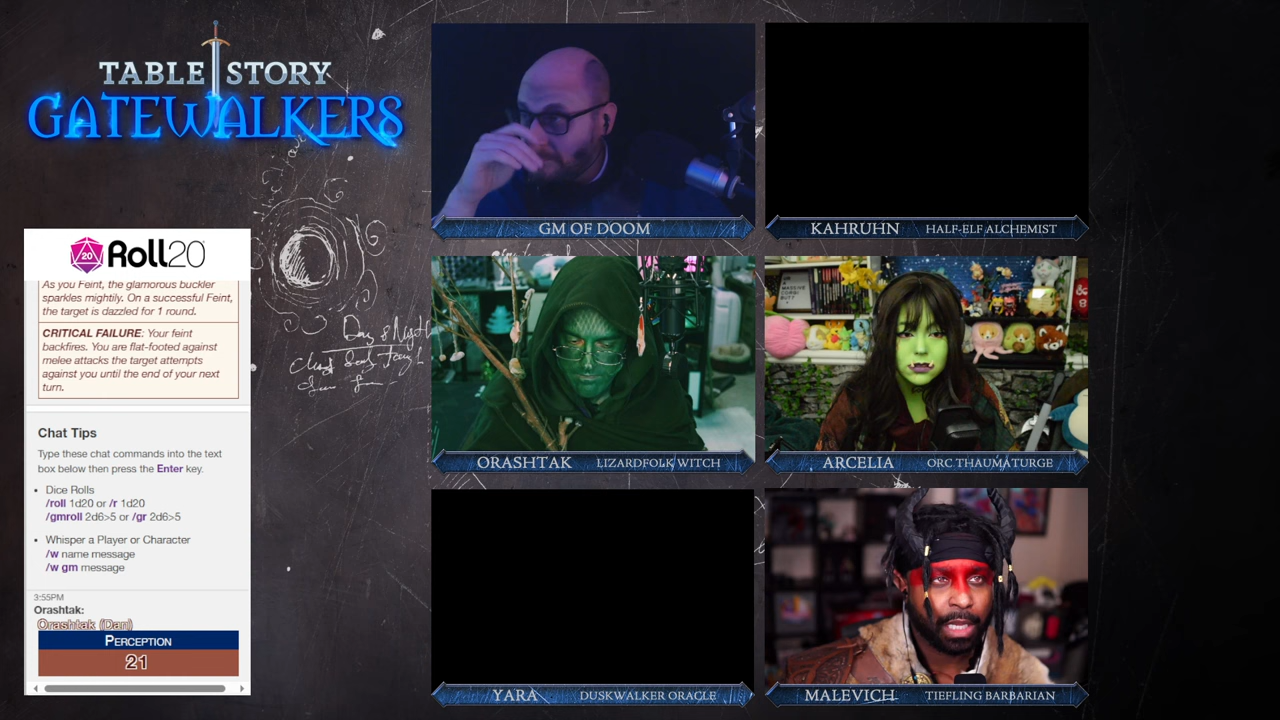 TABLE STORY
GATEWALKERS
Roll20
As you Feint, the glamorous buckler
sparkles mightily. On a successful Feint,
the target is dazzled for 1 round.
CRITICAL FAILURE: Your feint
backfires. You are flat-footed against
melee attacks the target attempts
against you until the end of your next
turn.
Chat Tips
Type these chat commands into the text
box below then press the Enter key.
Dice Rolls
/roll 1d20 or /r 1d20
/gmroll 2d6>5 or /gr 2d6>5
Whisper a Player or Character
/w name message
/w gm message
3:55PM
Orashtak:
Orashtak (Dan)
PERCEPTION
21
GM OF DOOM
KAHRUHN HALF-ELF ALCHEMIST
ORASHTAK LIZARDFOLK WITCH
MASSIVE
CORGI
BUTT
ARCELIA ORC THAUMATURGE
YARA DUSKWALKER ORACLE
MALEVICH TIEFLING BARBARIAN